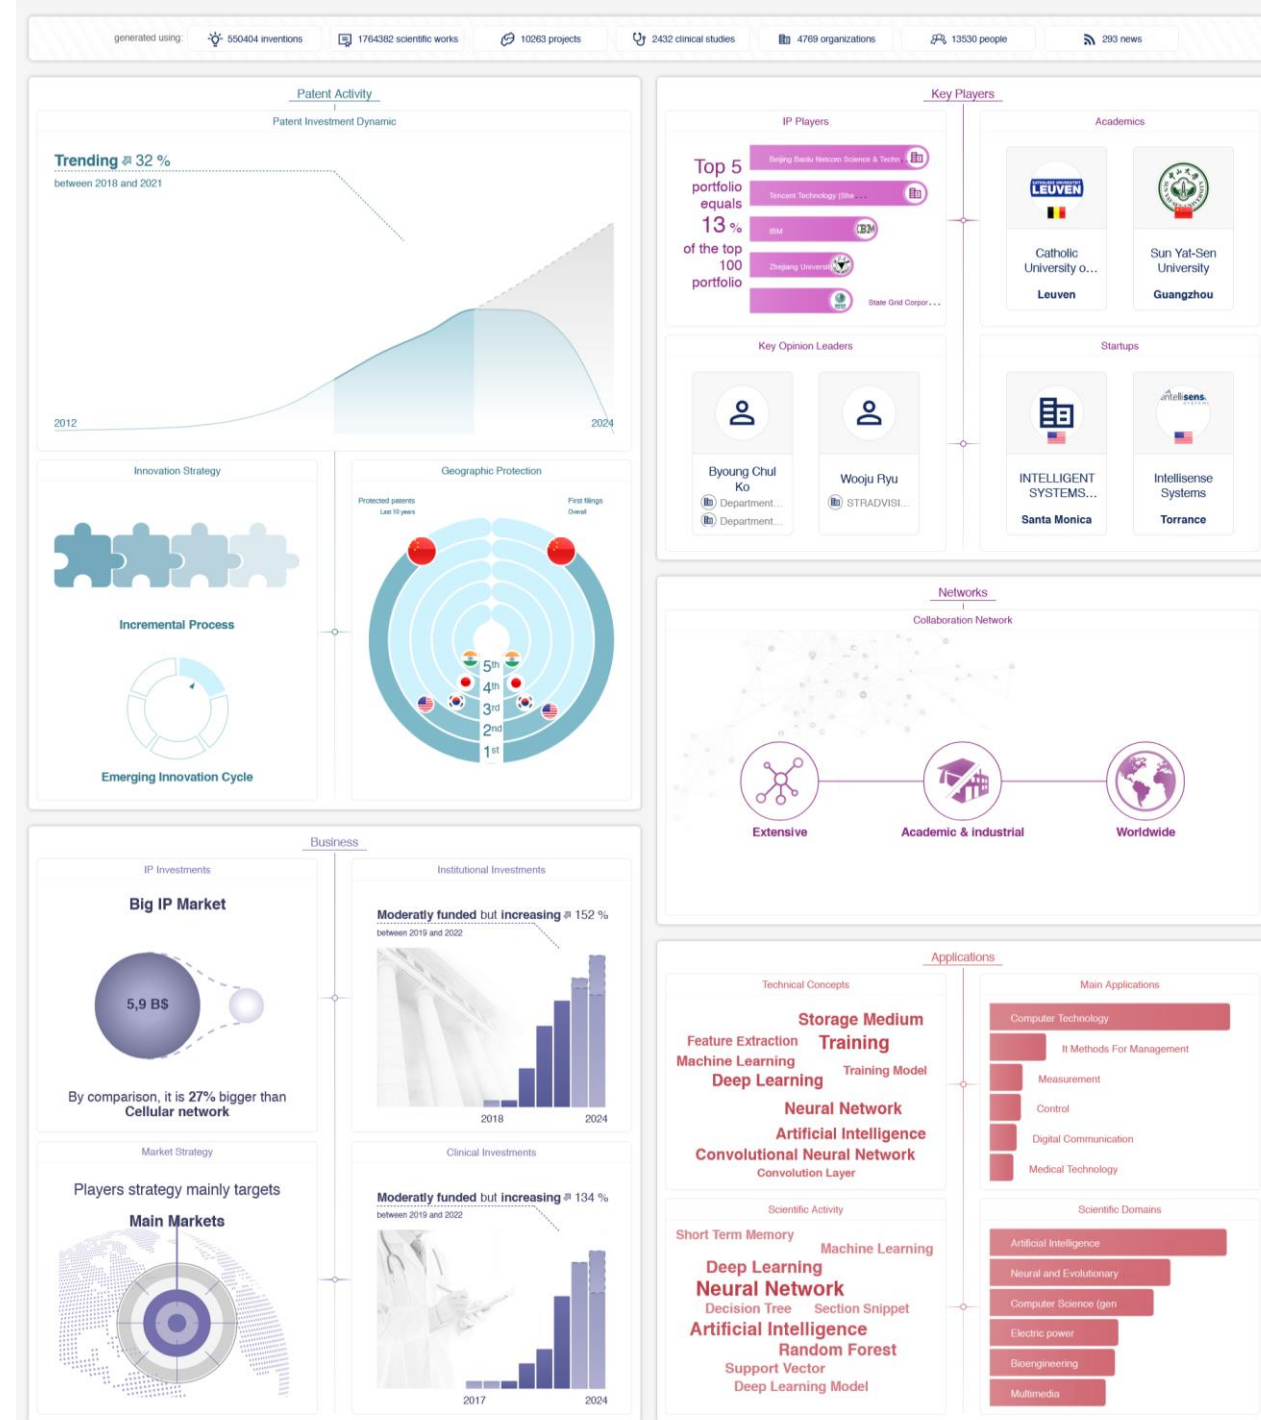 generated using:
550404 inventions
1764382 scientific works
10263 projects
2432 clinical studies
4769 organizations
13530 people
293 news
Patent Activity
Patent Investment Dynamic
Trending 32 %
between 2018 and 2021
2012
2024
Innovation Strategy
Incremental Process
Emerging Innovation Cycle
Geographic Protection
Protected patents
Last 10 years
First filings
Overall
5th
4th
3rd
2nd
1st
Key Players
IP Players
Top 5
portfolio
equals
13 %
of the top
100
portfolio
Beijing Baidu Netcom Science & Techn
Tencent Technology (She...
IBM
IBM
Zhejiang Universit
State Grid Corpor...
Academics
LEUVEN
Catholic
University o...
Leuven
Sun Yat-Sen
University
Guangzhou
Key Opinion Leaders
Byoung Chul
Ko
Department...
Department...
Wooju Ryu
STRADVISI...
Startups
INTELLIGENT
SYSTEMS...
Santa Monica
intellisens
Intellisense
Systems
Torrance
Networks
Collaboration Network
Extensive
Academic & industrial
Worldwide
Business
IP Investments
Big IP Market
5,9 B$
By comparison, it is 27% bigger than
Cellular network
Institutional Investments
Moderatly funded but increasing 152 %
between 2019 and 2022
2018
2024
Market Strategy
Players strategy mainly targets
Main Markets
Clinical Investments
Moderatly funded but increasing 134 %
between 2019 and 2022
2017
2024
Applications
Technical Concepts
Storage Medium
Feature Extraction
Training
Machine Learning
Training Model
Deep Learning
Neural Network
Artificial Intelligence
Convolutional Neural Network
Convolution Layer
Main Applications
Computer Technology
It Methods For Management
Measurement
Control
Digital Communication
Medical Technology
Scientific Activity
Short Term Memory
Machine Learning
Deep Learning
Neural Network
Decision Tree
Section Snippet
Artificial Intelligence
Random Forest
Support Vector
Deep Learning Model
Scientific Domains
Artificial Intelligence
Neural and Evolutionary
Computer Science (gen
Electric power
Bioengineering
Multimedia